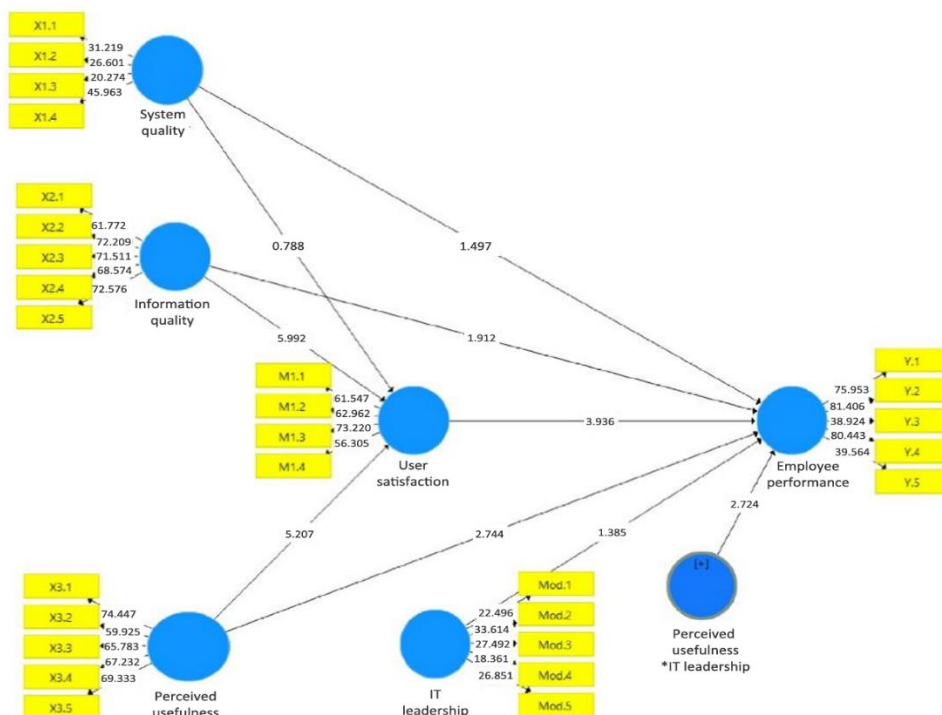 X1.1
X1.2
X1.3
X1.4
31.219
26.601
20.274
45.963
System
quality
X2.1
X2.2
X2.3
X2.4
X2.5
61.772
72.209
71.511
68.574
72.576
Information
quality
0.788
1.497
5.992
1.912
M1.1
M1.2
M1.3
M1.4
61.547
62.962
73.220
56.305
User
satisfaction
3.936
Y.1
Y.2
Y.3
Y.4
Y.5
75.953
81.406
38.924
80.443
39.564
Employee
performance
5.207
2.744
1.385
2.724
X3.1
X3.2
X3.3
X3.4
X3.5
74.447
59.925
65.783
67.232
69.333
Perceived
usefulness
Mod.1
Mod.2
Mod.3
Mod.4
Mod.5
22.496
33.614
27.492
18.361
26.851
IT
leadership
[+]
Perceived
usefulness
*IT leadership